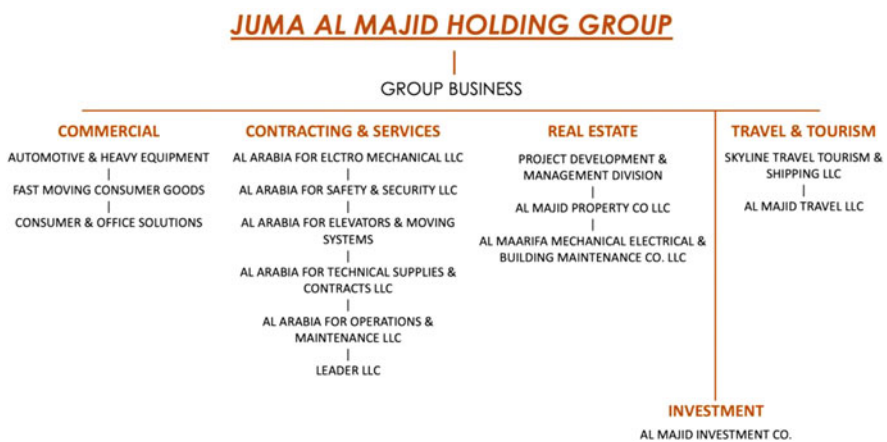 JUMA AL MAJID HOLDING GROUP
GROUP BUSINESS
COMMERCIAL
AUTOMOTIVE & HEAVY EQUIPMENT
FAST MOVING CONSUMER GOODS
CONSUMER & OFFICE SOLUTIONS
CONTRACTING & SERVICES
AL ARABIA FOR ELCTRO MECHANICAL LLC
AL ARABIA FOR SAFETY & SECURITY LLC
AL ARABIA FOR ELEVATORS & MOVING
SYSTEMS
AL ARABIA FOR TECHNICAL SUPPLIES &
CONTRACTS LLC
AL ARABIA FOR OPERATIONS &
MAINTENANCE LLC
LEADER LLC
REAL ESTATE
PROJECT DEVELOPMENT &
MANAGEMENT DIVISION
AL MAJID PROPERTY CO LLC
AL MAARIFA MECHANICAL ELECTRICAL &
BUILDING MAINTENANCE CO. LLC
TRAVEL & TOURISM
SKYLINE TRAVEL TOURISM &
SHIPPING LLC
AL MAJID TRAVEL LLC
INVESTMENT
AL MAJID INVESTMENT CO.